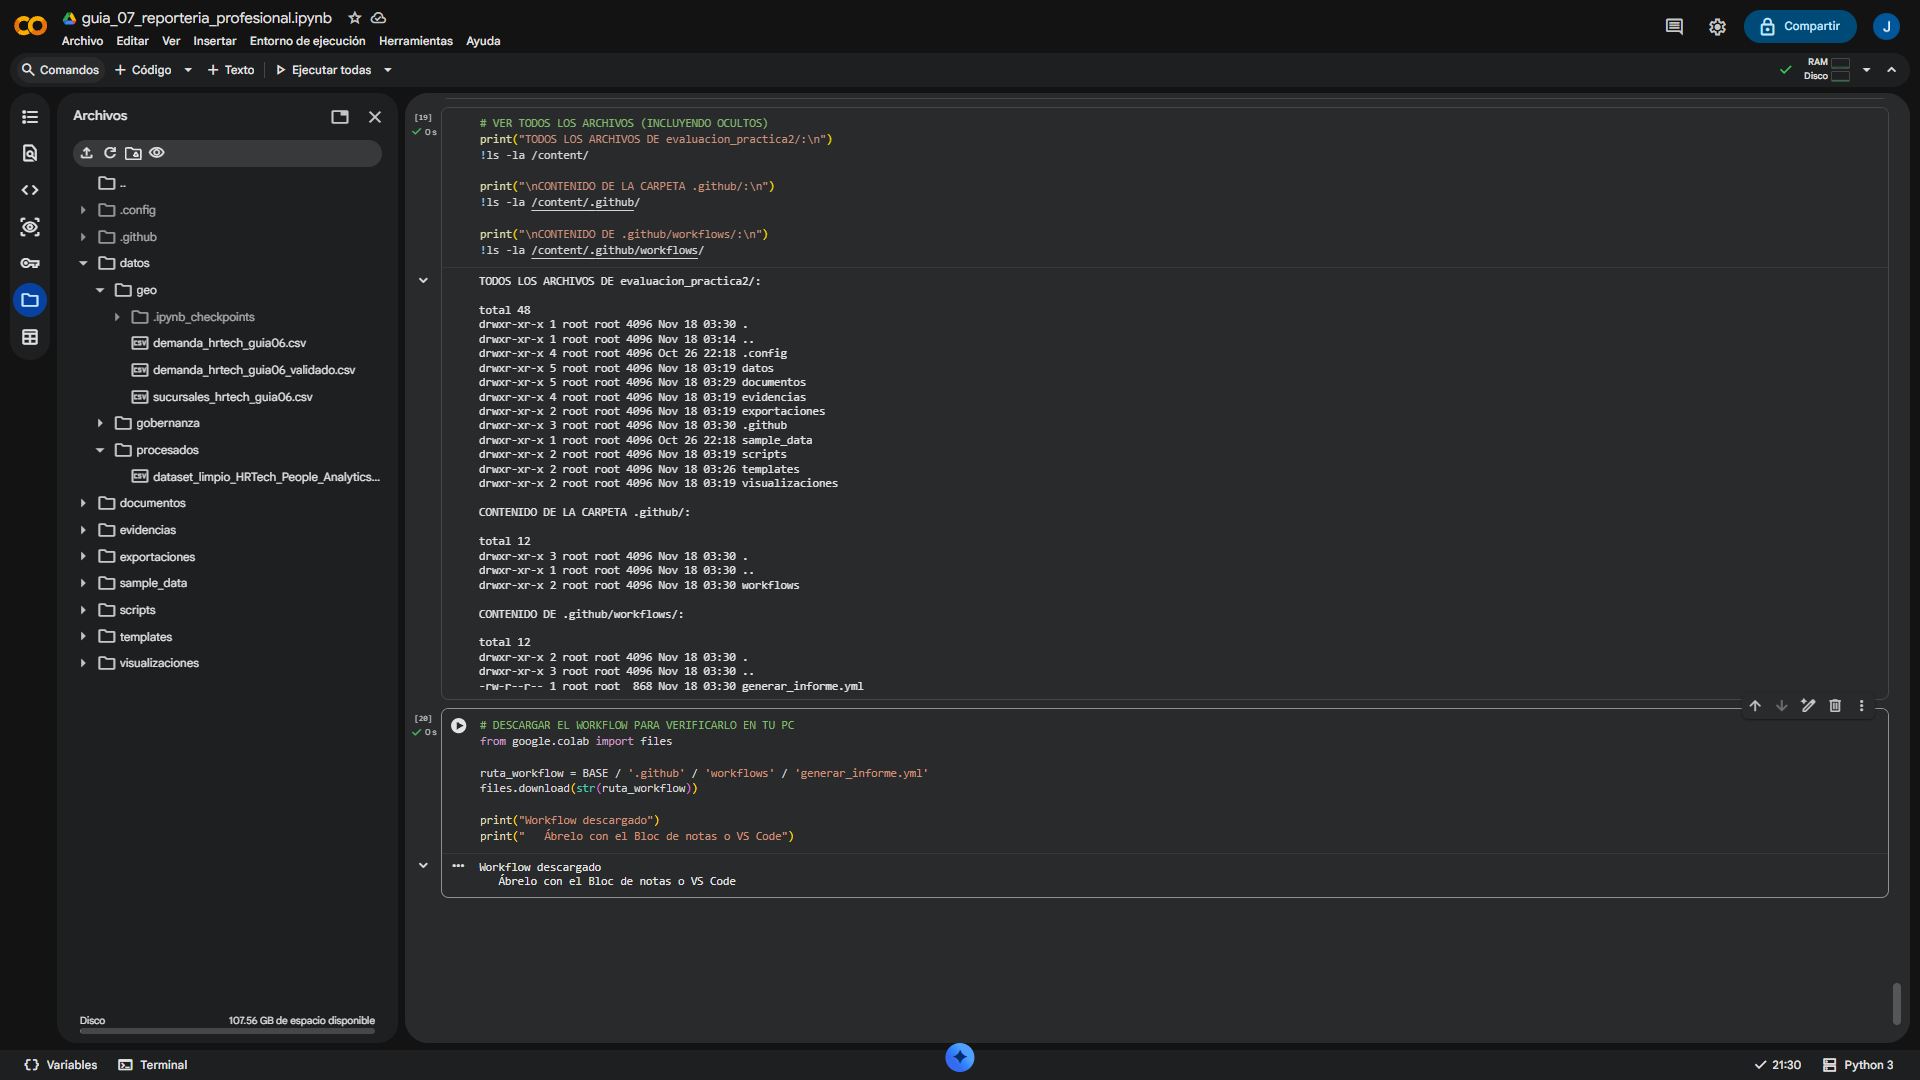 guia_07_reporteria_profesional.ipynb
Archivo Editar Ver Insertar Entorno de ejecución Herramientas Ayuda
Compartir
J
Comandos + Código + Texto Ejecutar todas
RAM
Disco
Archivos
..
.config
.github
datos
geo
.ipynb_checkpoints
demanda_hrtech_guia06.csv
demanda_hrtech_guia06_validado.csv
sucursales_hrtech_guia06.csv
gobernanza
procesados
dataset_limpio_HRTech_People_Analytics...
documentos
evidencias
exportaciones
sample_data
scripts
templates
visualizaciones
Disco 107.56 GB de espacio disponible
[19]
0 s
# VER TODOS LOS ARCHIVOS (INCLUYENDO OCULTOS)
print("TODOS LOS ARCHIVOS DE evaluacion_practica2/:\n")
!ls -la /content/
print("\nCONTENIDO DE LA CARPETA .github/:\n")
!ls -la /content/.github/
print("\nCONTENIDO DE .github/workflows/:\n")
!ls -la /content/.github/workflows/
TODOS LOS ARCHIVOS DE evaluacion_practica2/:
total 48
drwxr-xr-x 1 root root 4096 Nov 18 03:30 .
drwxr-xr-x 1 root root 4096 Nov 18 03:14 ..
drwxr-xr-x 4 root root 4096 Oct 26 22:18 .config
drwxr-xr-x 5 root root 4096 Nov 18 03:19 datos
drwxr-xr-x 5 root root 4096 Nov 18 03:29 documentos
drwxr-xr-x 4 root root 4096 Nov 18 03:19 evidencias
drwxr-xr-x 2 root root 4096 Nov 18 03:19 exportaciones
drwxr-xr-x 3 root root 4096 Nov 18 03:30 .github
drwxr-xr-x 1 root root 4096 Oct 26 22:18 sample_data
drwxr-xr-x 2 root root 4096 Nov 18 03:19 scripts
drwxr-xr-x 2 root root 4096 Nov 18 03:26 templates
drwxr-xr-x 2 root root 4096 Nov 18 03:19 visualizaciones
CONTENIDO DE LA CARPETA .github/:
total 12
drwxr-xr-x 3 root root 4096 Nov 18 03:30 .
drwxr-xr-x 1 root root 4096 Nov 18 03:30 ..
drwxr-xr-x 2 root root 4096 Nov 18 03:30 workflows
CONTENIDO DE .github/workflows/:
total 12
drwxr-xr-x 2 root root 4096 Nov 18 03:30 .
drwxr-xr-x 3 root root 4096 Nov 18 03:30 ..
-rw-r--r-- 1 root root  868 Nov 18 03:30 generar_informe.yml
[20]
0 s
# DESCARGAR EL WORKFLOW PARA VERIFICARLO EN TU PC
from google.colab import files
ruta_workflow = BASE / '.github' / 'workflows' / 'generar_informe.yml'
files.download(str(ruta_workflow))
print("Workflow descargado")
print("   Ábrelo con el Bloc de notas o VS Code")
Workflow descargado
   Ábrelo con el Bloc de notas o VS Code
Variables Terminal
21:30 Python 3